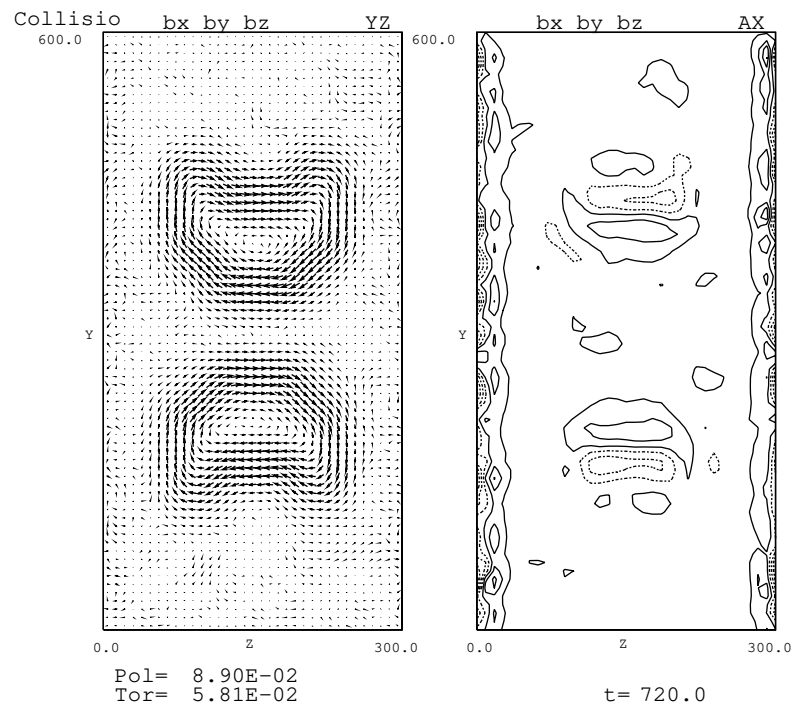 Collisio bx by bz YZ bx by bz AX
600.0 600.0
Y Y
0.0 Z 300.0 0.0 Z 300.0
Pol= 8.90E-02
Tor= 5.81E-02 t= 720.0